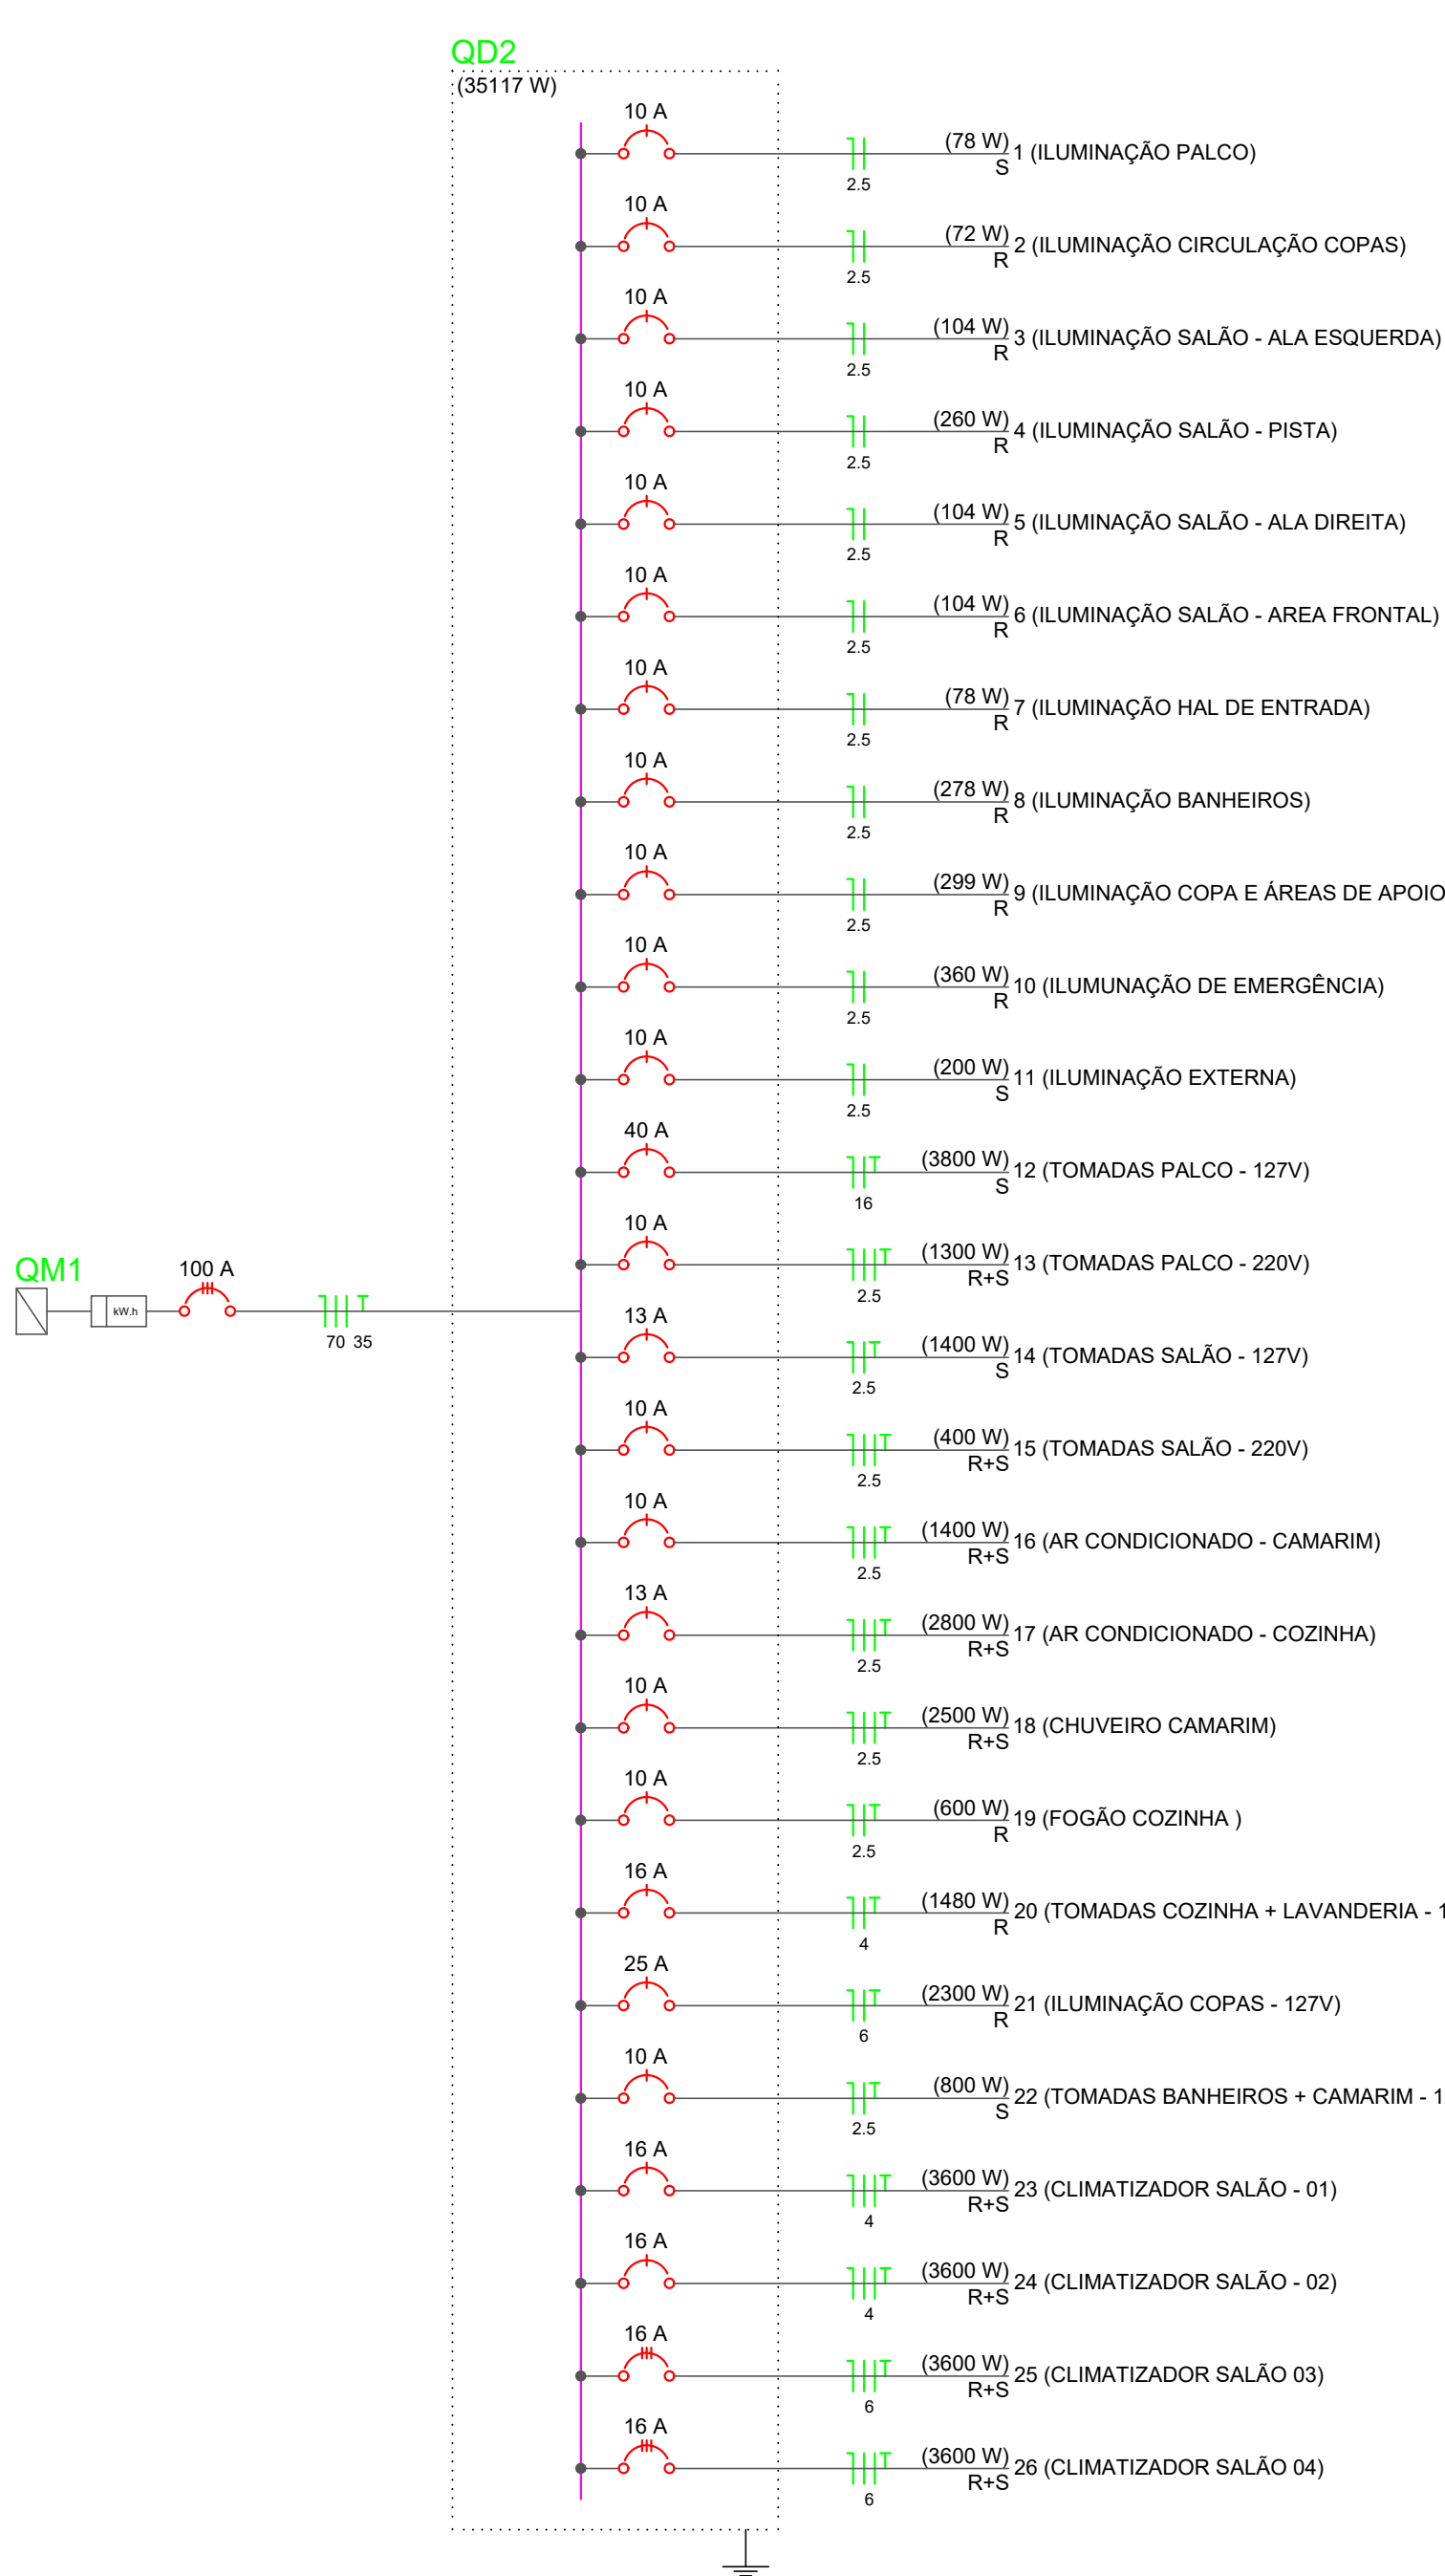 QD2
(35117 W)
10 A
(78 W)
S
1 (ILUMINAÇÃO PALCO)
2.5
10 A
(72 W)
R
2 (ILUMINAÇÃO CIRCULAÇÃO COPAS)
2.5
10 A
(104 W)
R
3 (ILUMINAÇÃO SALÃO - ALA ESQUERDA)
2.5
10 A
(260 W)
R
4 (ILUMINAÇÃO SALÃO - PISTA)
2.5
10 A
(104 W)
R
5 (ILUMINAÇÃO SALÃO - ALA DIREITA)
2.5
10 A
(104 W)
R
6 (ILUMINAÇÃO SALÃO - AREA FRONTAL)
2.5
10 A
(78 W)
R
7 (ILUMINAÇÃO HAL DE ENTRADA)
2.5
10 A
(278 W)
R
8 (ILUMINAÇÃO BANHEIROS)
2.5
10 A
(299 W)
R
9 (ILUMINAÇÃO COPA E ÁREAS DE APOIO
2.5
10 A
(360 W)
R
10 (ILUMUNAÇÃO DE EMERGÊNCIA)
2.5
10 A
(200 W)
S
11 (ILUMINAÇÃO EXTERNA)
2.5
40 A
(3800 W)
S
12 (TOMADAS PALCO - 127V)
16
10 A
(1300 W)
R+S
13 (TOMADAS PALCO - 220V)
2.5
QM1
kW.h
100 A
70 35
13 A
(1400 W)
S
14 (TOMADAS SALÃO - 127V)
2.5
10 A
(400 W)
R+S
15 (TOMADAS SALÃO - 220V)
2.5
10 A
(1400 W)
R+S
16 (AR CONDICIONADO - CAMARIM)
2.5
13 A
(2800 W)
R+S
17 (AR CONDICIONADO - COZINHA)
2.5
10 A
(2500 W)
R+S
18 (CHUVEIRO CAMARIM)
2.5
10 A
(600 W)
R
19 (FOGÃO COZINHA )
2.5
16 A
(1480 W)
R
20 (TOMADAS COZINHA + LAVANDERIA - 1
4
25 A
(2300 W)
R
21 (ILUMINAÇÃO COPAS - 127V)
6
10 A
(800 W)
S
22 (TOMADAS BANHEIROS + CAMARIM - 1
2.5
16 A
(3600 W)
R+S
23 (CLIMATIZADOR SALÃO - 01)
4
16 A
(3600 W)
R+S
24 (CLIMATIZADOR SALÃO - 02)
4
16 A
(3600 W)
R+S
25 (CLIMATIZADOR SALÃO 03)
6
16 A
(3600 W)
R+S
26 (CLIMATIZADOR SALÃO 04)
6